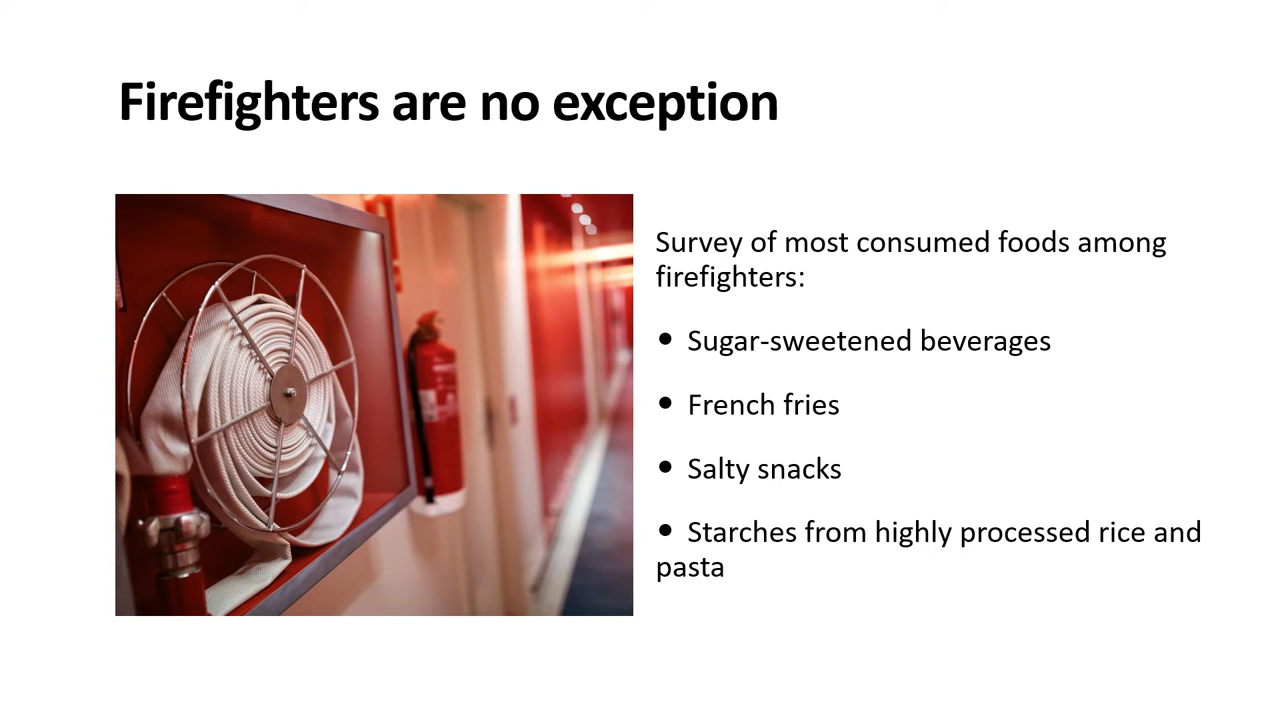 Firefighters are no exception
Survey of most consumed foods among
firefighters:
• Sugar-sweetened beverages
• French fries
• Salty snacks
• Starches from highly processed rice and
pasta